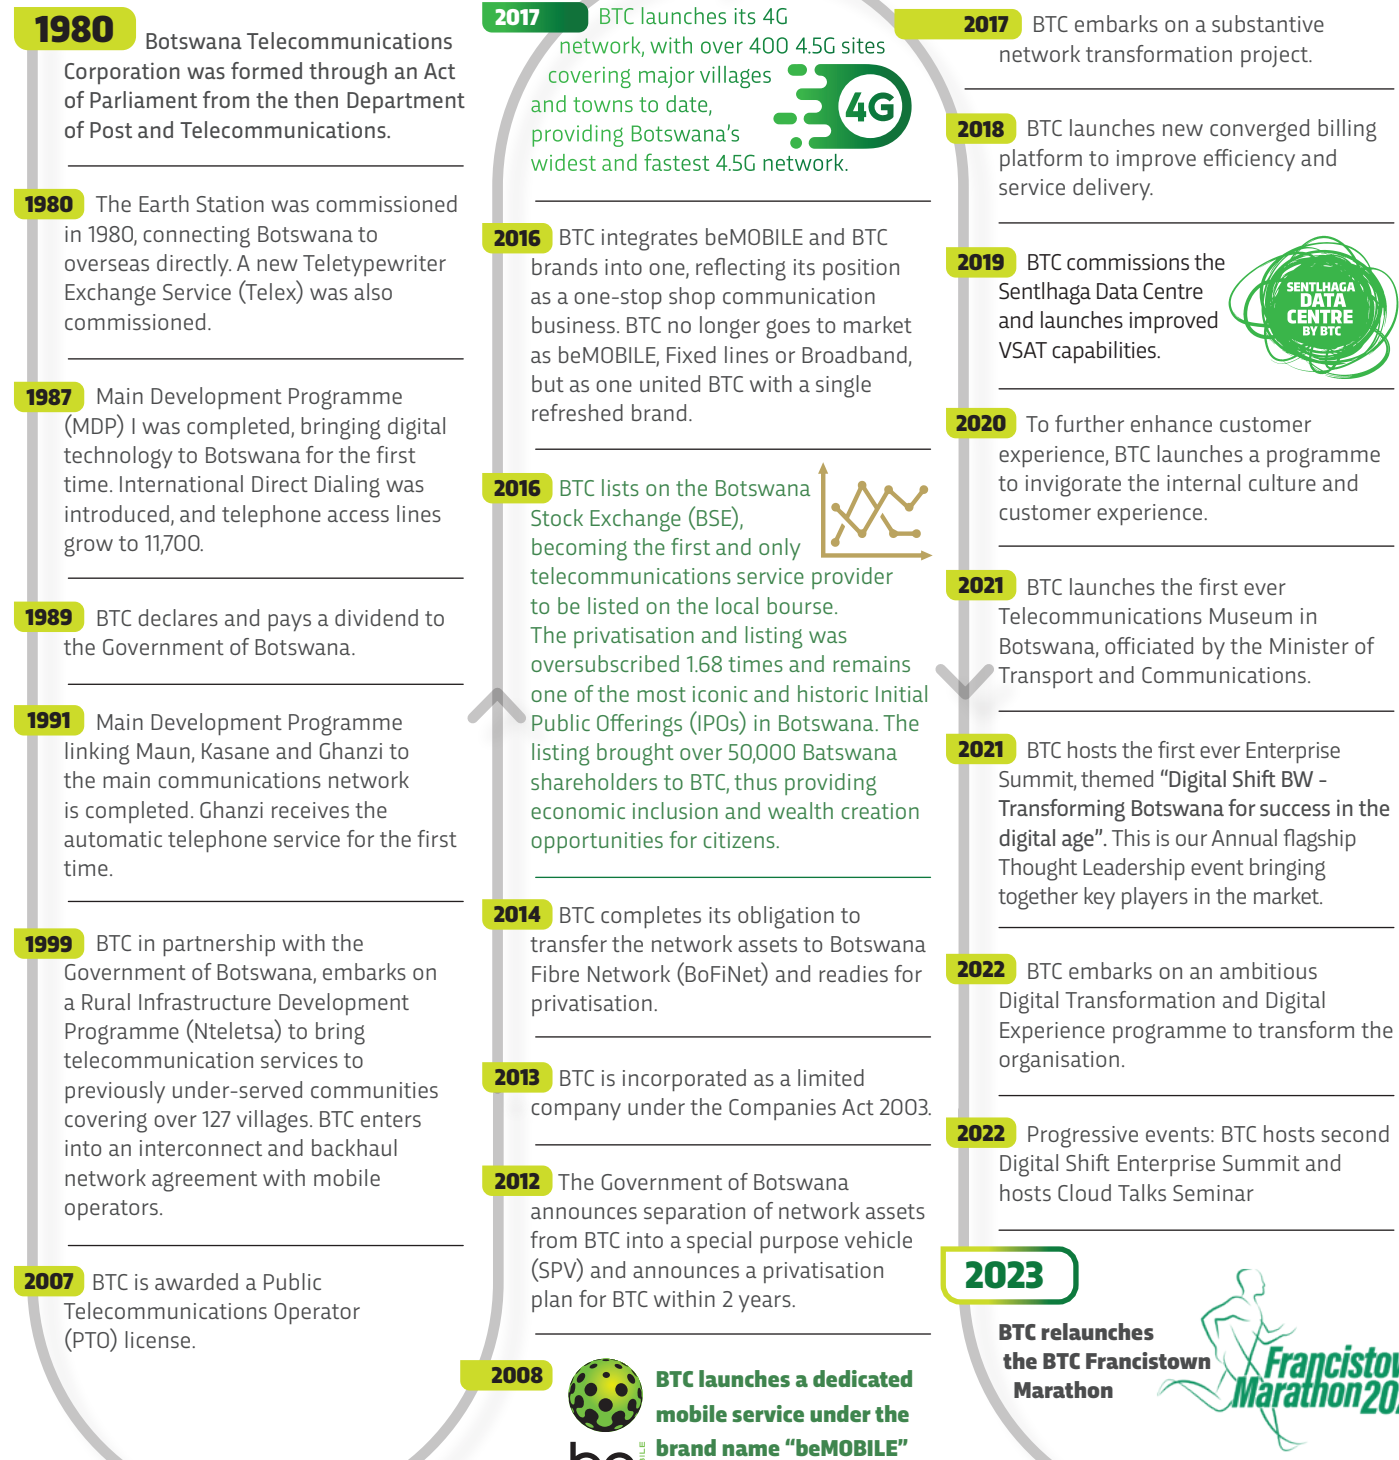 1980 Botswana Telecommunications
Corporation was formed through an Act
of Parliament from the then Department
of Post and Telecommunications.
1980 The Earth Station was commissioned
in 1980, connecting Botswana to
overseas directly. A new Teletypewriter
Exchange Service (Telex) was also
commissioned.
1987 Main Development Programme
(MDP) I was completed, bringing digital
technology to Botswana for the first
time. International Direct Dialing was
introduced, and telephone access lines
grow to 11,700.
1989 BTC declares and pays a dividend to
the Government of Botswana.
1991 Main Development Programme
linking Maun, Kasane and Ghanzi to
the main communications network
is completed. Ghanzi receives the
automatic telephone service for the first
time.
1999 BTC in partnership with the
Government of Botswana, embarks on
a Rural Infrastructure Development
Programme (Nteletsa) to bring
telecommunication services to
previously under-served communities
covering over 127 villages. BTC enters
into an interconnect and backhaul
network agreement with mobile
operators.
2007 BTC is awarded a Public
Telecommunications Operator
(PTO) license.
2017 BTC launches its 4G
network, with over 400 4.5G sites
covering major villages
and towns to date,
providing Botswana's
widest and fastest 4.5G network.
4G
2016 BTC integrates beMOBILE and BTC
brands into one, reflecting its position
as a one-stop shop communication
business. BTC no longer goes to market
as beMOBILE, Fixed lines or Broadband,
but as one united BTC with a single
refreshed brand.
2016 BTC lists on the Botswana
Stock Exchange (BSE),
becoming the first and only
telecommunications service provider
to be listed on the local bourse.
The privatisation and listing was
oversubscribed 1.68 times and remains
one of the most iconic and historic Initial
Public Offerings (IPOs) in Botswana. The
listing brought over 50,000 Batswana
shareholders to BTC, thus providing
economic inclusion and wealth creation
opportunities for citizens.
2014 BTC completes its obligation to
transfer the network assets to Botswana
Fibre Network (BoFiNet) and readies for
privatisation.
2013 BTC is incorporated as a limited
company under the Companies Act 2003.
2012 The Government of Botswana
announces separation of network assets
from BTC into a special purpose vehicle
(SPV) and announces a privatisation
plan for BTC within 2 years.
2008 BTC launches a dedicated
mobile service under the
brand name "beMOBILE"
be
2017 BTC embarks on a substantive
network transformation project.
2018 BTC launches new converged billing
platform to improve efficiency and
service delivery.
2019 BTC commissions the
Sentlhaga Data Centre
and launches improved
VSAT capabilities.
SENTLHAGA
DATA
CENTRE
BY BTC
2020 To further enhance customer
experience, BTC launches a programme
to invigorate the internal culture and
customer experience.
2021 BTC launches the first ever
Telecommunications Museum in
Botswana, officiated by the Minister of
Transport and Communications.
2021 BTC hosts the first ever Enterprise
Summit, themed "Digital Shift BW -
Transforming Botswana for success in the
digital age". This is our Annual flagship
Thought Leadership event bringing
together key players in the market.
2022 BTC embarks on an ambitious
Digital Transformation and Digital
Experience programme to transform the
organisation.
2022 Progressive events: BTC hosts second
Digital Shift Enterprise Summit and
hosts Cloud Talks Seminar
2023
BTC relaunches
the BTC Francistown
Marathon
Francistow
Marathon20